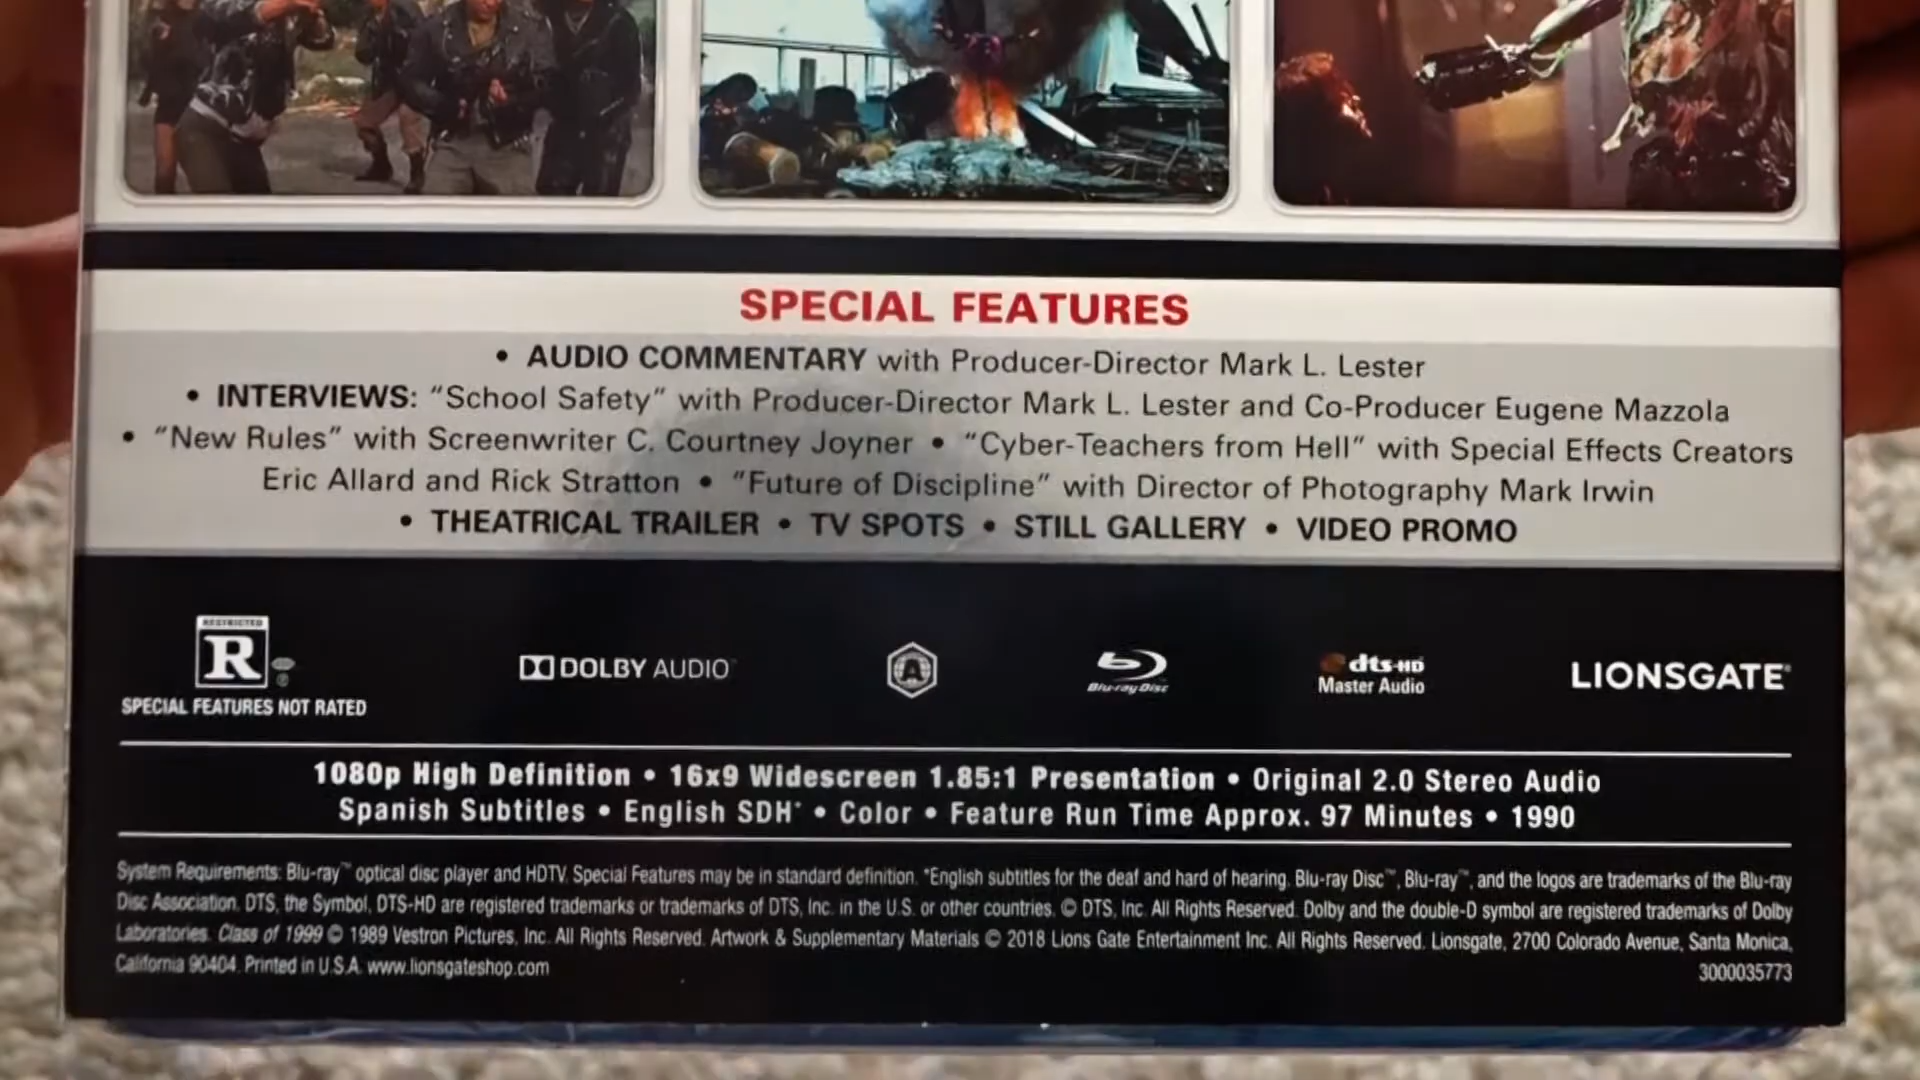 SPECIAL FEATURES
• AUDIO COMMENTARY with Producer-Director Mark L. Lester
• INTERVIEWS: “School Safety” with Producer-Director Mark L. Lester and Co-Producer Eugene Mazzola
• “New Rules” with Screenwriter C. Courtney Joyner • “Cyber-Teachers from Hell” with Special Effects Creators
Eric Allard and Rick Stratton • “Future of Discipline” with Director of Photography Mark Irwin
• THEATRICAL TRAILER • TV SPOTS • STILL GALLERY • VIDEO PROMO
RESTRICTED
R
SPECIAL FEATURES NOT RATED
DOLBY AUDIO™
A
Blu-ray Disc
dts-HD
Master Audio
LIONSGATE®
1080p High Definition • 16x9 Widescreen 1.85:1 Presentation • Original 2.0 Stereo Audio
Spanish Subtitles • English SDH* • Color • Feature Run Time Approx. 97 Minutes • 1990
System Requirements: Blu-ray™ optical disc player and HDTV. Special Features may be in standard definition. *English subtitles for the deaf and hard of hearing. Blu-ray Disc™, Blu-ray™, and the logos are trademarks of the Blu-ray
Disc Association. DTS, the Symbol, DTS-HD are registered trademarks or trademarks of DTS, Inc. in the U.S. or other countries. © DTS, Inc. All Rights Reserved. Dolby and the double-D symbol are registered trademarks of Dolby
Laboratories. Class of 1999 © 1989 Vestron Pictures, Inc. All Rights Reserved. Artwork & Supplementary Materials © 2018 Lions Gate Entertainment Inc. All Rights Reserved. Lionsgate, 2700 Colorado Avenue, Santa Monica,
California 90404. Printed in U.S.A. www.lionsgateshop.com
3000035773